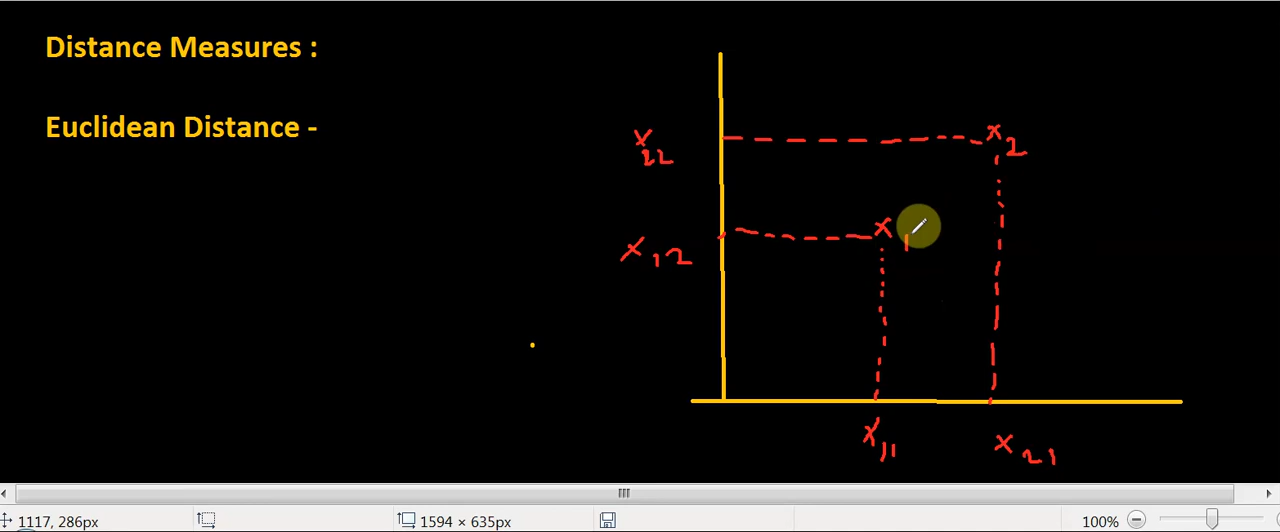 Distance Measures :
Euclidean Distance -
x22
x2
x1
x12
x11
x21
1117, 286px
1594 × 635px
100%